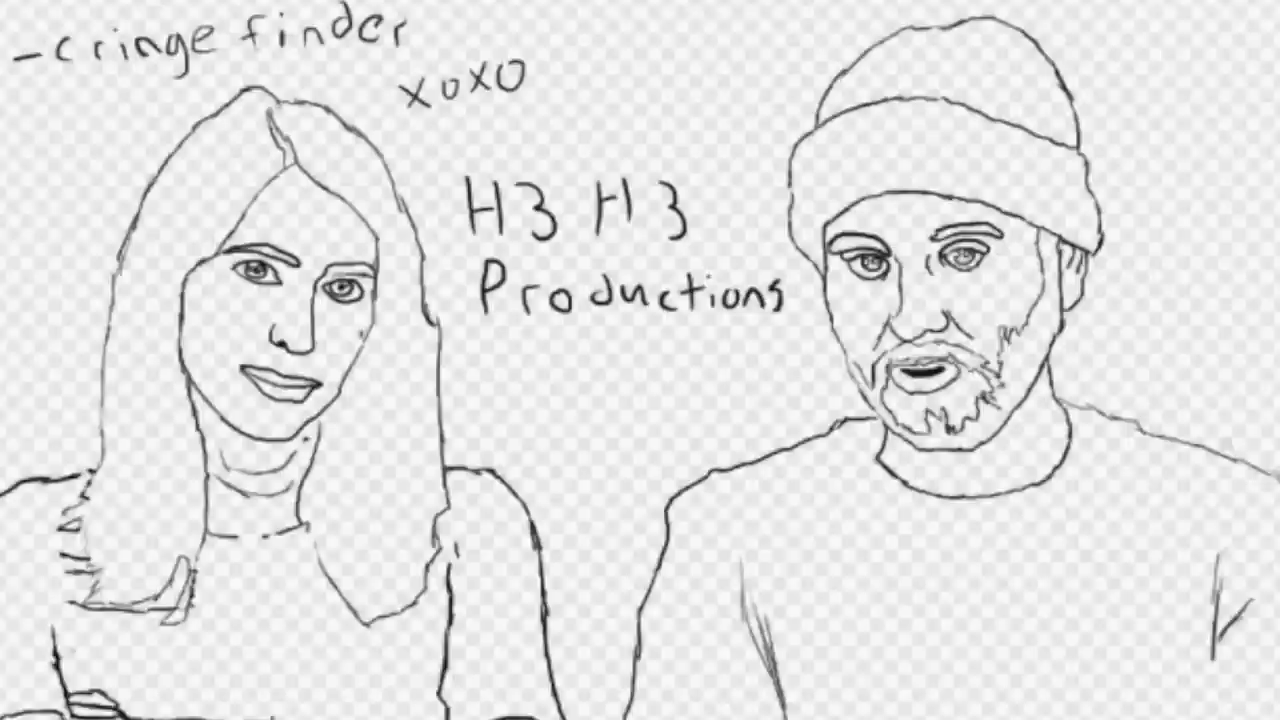 -cringe finder
xoxo
H3 H3
Productions